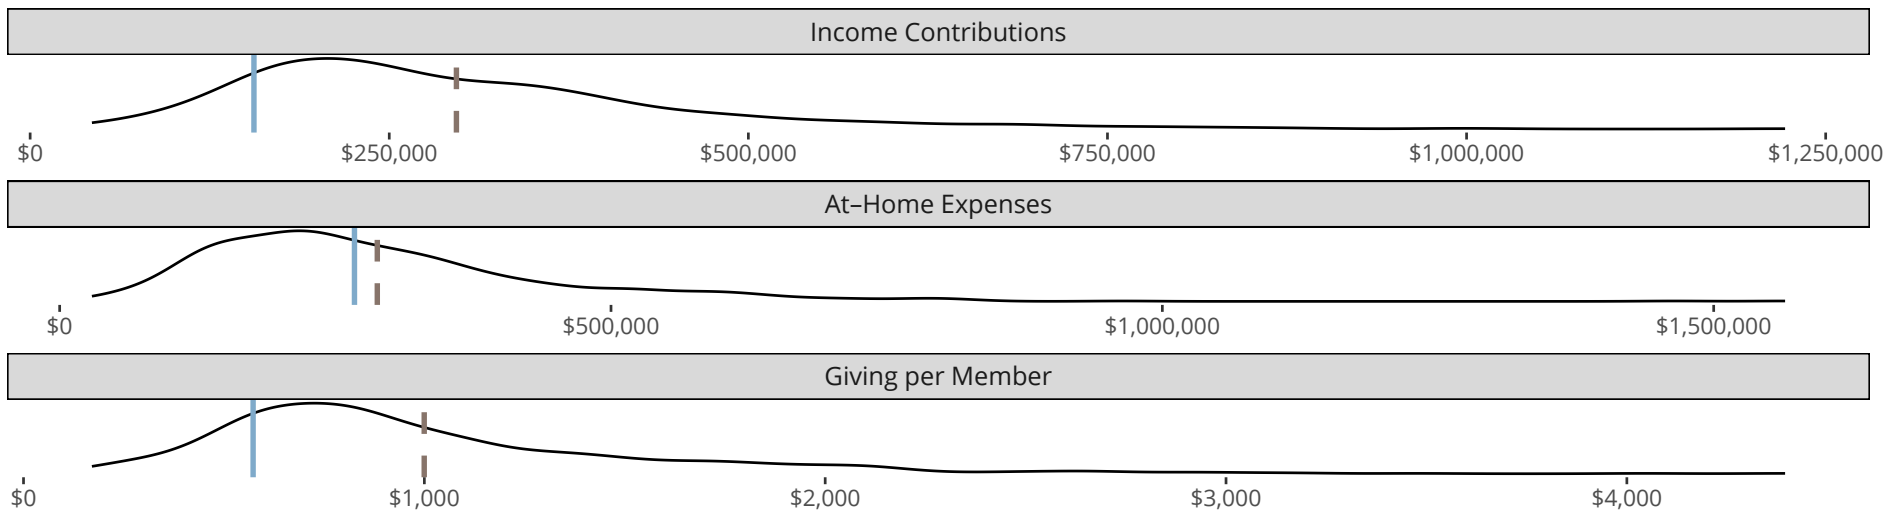 Income Contributions
$0 $250,000 $500,000 $750,000 $1,000,000 $1,250,000
At–Home Expenses
$0 $500,000 $1,000,000 $1,500,000
Giving per Member
$0 $1,000 $2,000 $3,000 $4,000